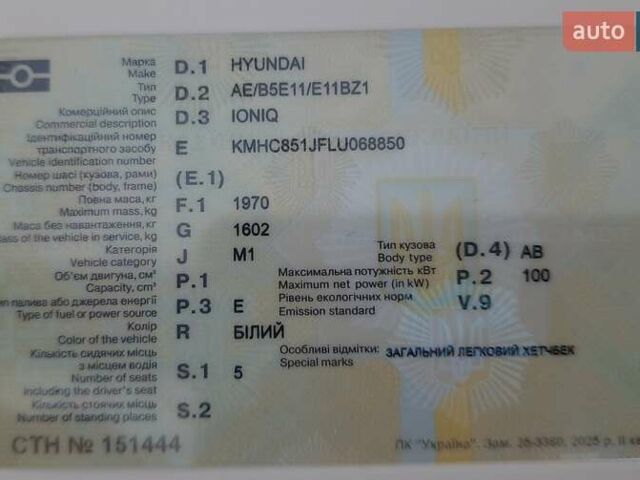 auto
Марка
Make D.1 HYUNDAI
Тип
Type D.2 AE/B5E11/E11BZ1
Комерційний опис
Commercial description D.3 IONIQ
Ідентифікаційний номер
транспортного засобу E KMHC851JFLU068850
Vehicle identification number
Номер шасі (кузова, рами)
Chassis number (body, frame) (E.1)
Повна маса, кг
Maximum mass, kg F.1 1970
Маса без навантаження, кг
ass of the vehicle in service, kg G 1602
Категорія
Vehicle category J M1
Тип кузова
Body type (D.4) АВ
Об'єм двигуна, см³
Capacity, cm³ P.1
Максимальна потужність кВт
Maximum net power (in kW) P.2 100
ип палива або джерела енергії
Type of fuel or power source P.3 E
Рівень екологічних норм
Emission standard V.9
Колір
Color of the vehicle R БІЛИЙ
Кількість сидячих місць
з місцем водія
Number of seats S.1 5
including the driver's seat
Особливі відмітки:
Special marks ЗАГАЛЬНИЙ ЛЕГКОВИЙ ХЕТЧБЕК
Кількість стоячих місць
Number of standing places S.2
СТН № 151444
ПК "Україна". Зам. 25-3380. 2025 р. ІІ кв